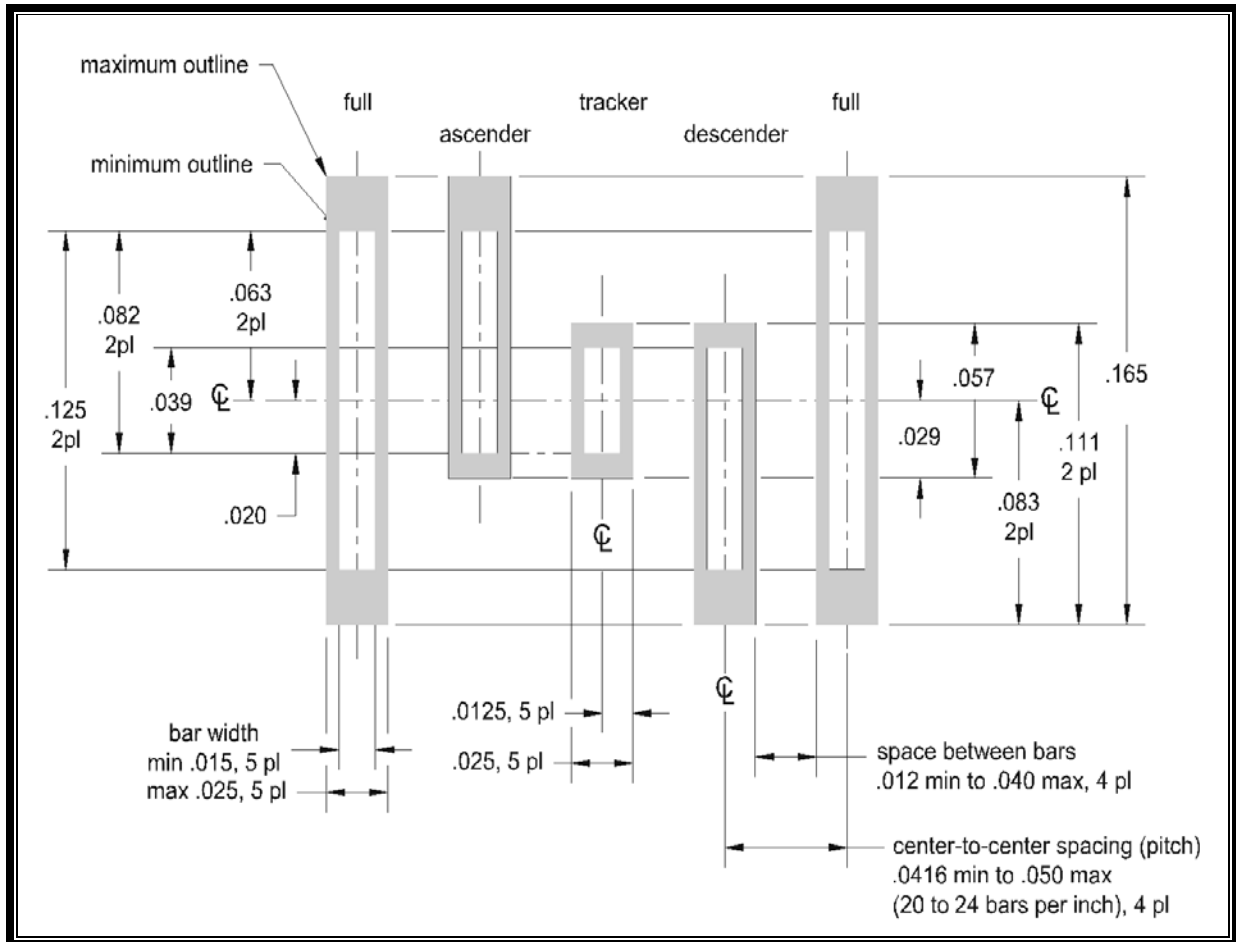 maximum outline
full
tracker
full
ascender
descender
minimum outline
.063
2pl
.082
2pl
.039
.125
2pl
℄
.020
.057
.165
℄
.029
.111
2 pl
.083
2pl
℄
℄
bar width
min .015, 5 pl
max .025, 5 pl
.0125, 5 pl
.025, 5 pl
space between bars
.012 min to .040 max, 4 pl
center-to-center spacing (pitch)
.0416 min to .050 max
(20 to 24 bars per inch), 4 pl